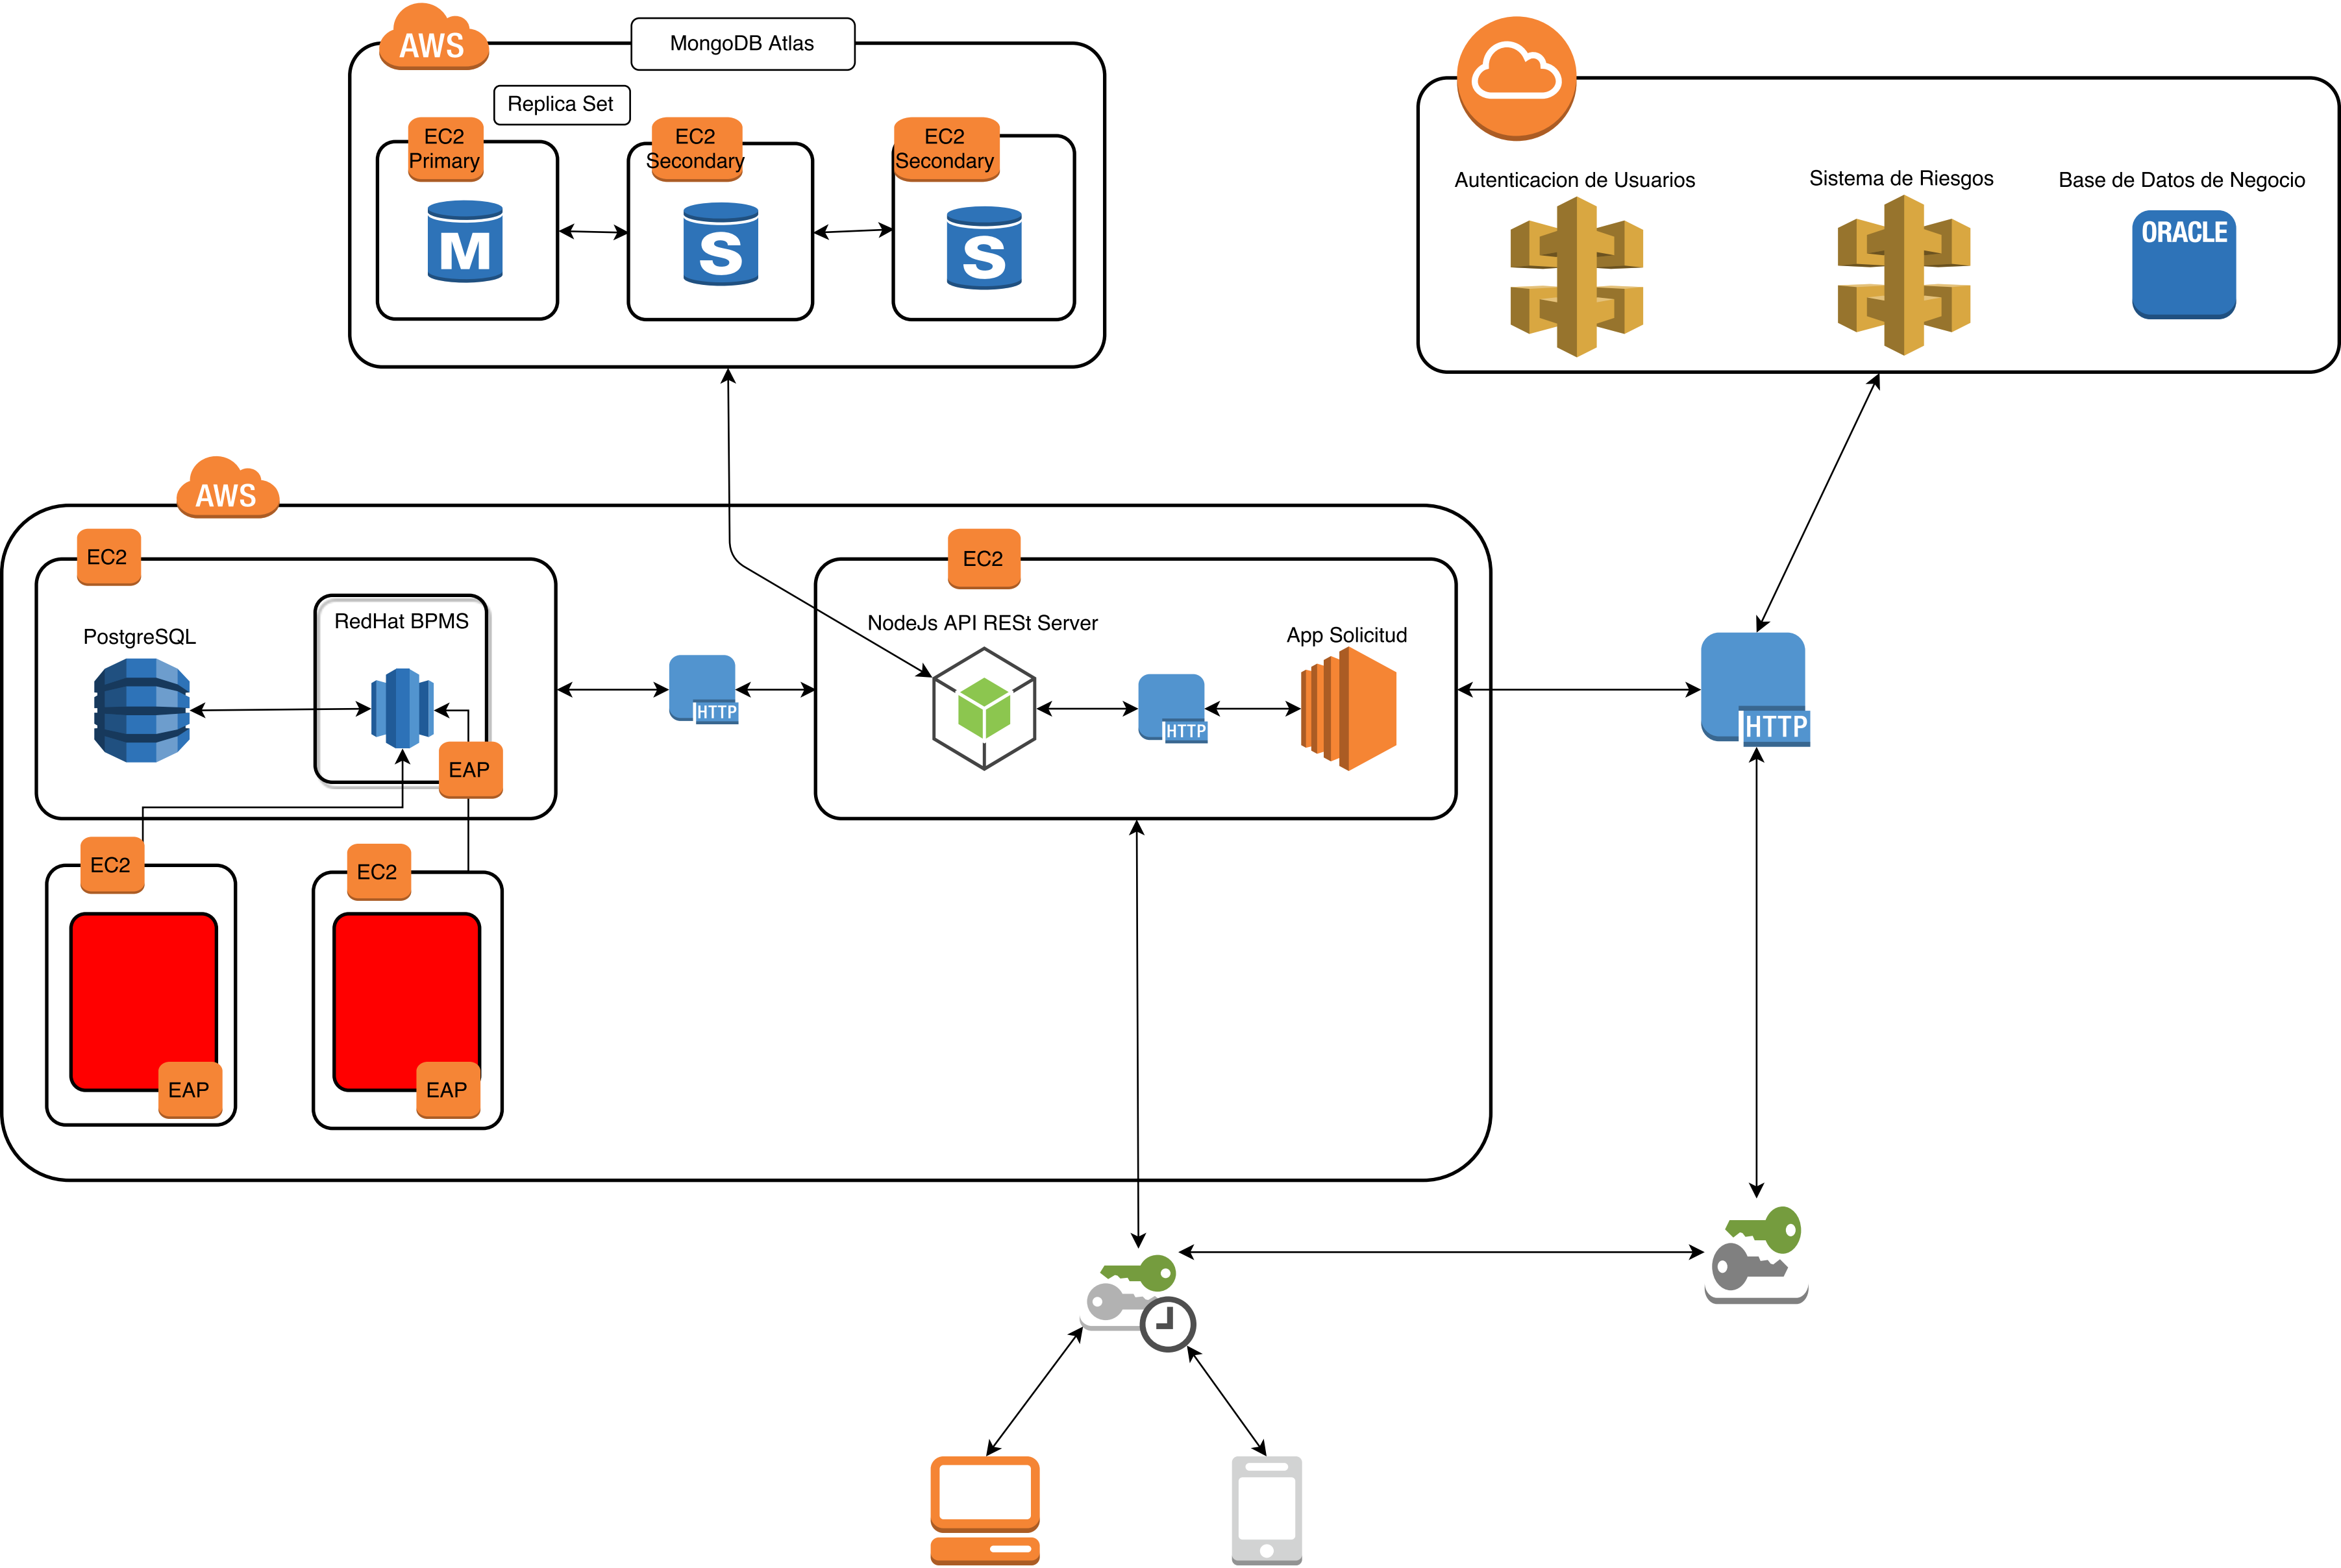 AWS
MongoDB Atlas
Replica Set
EC2
Primary
EC2
Secondary
EC2
Secondary
M
S
S
Autenticacion de Usuarios
Sistema de Riesgos
Base de Datos de Negocio
ORACLE
AWS
EC2
PostgreSQL
RedHat BPMS
EAP
HTTP
EC2
NodeJs API RESt Server
App Solicitud
HTTP
HTTP
EC2
EC2
EAP
EAP